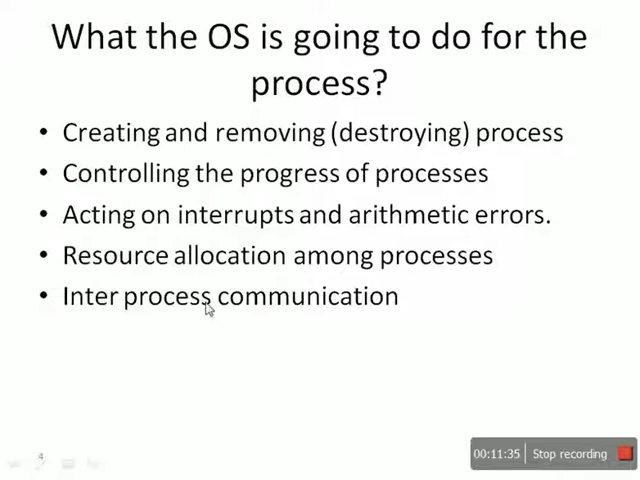 What the OS is going to do for the
process?
• Creating and removing (destroying) process
• Controlling the progress of processes
• Acting on interrupts and arithmetic errors.
• Resource allocation among processes
• Inter process communication
4
00:11:35 Stop recording